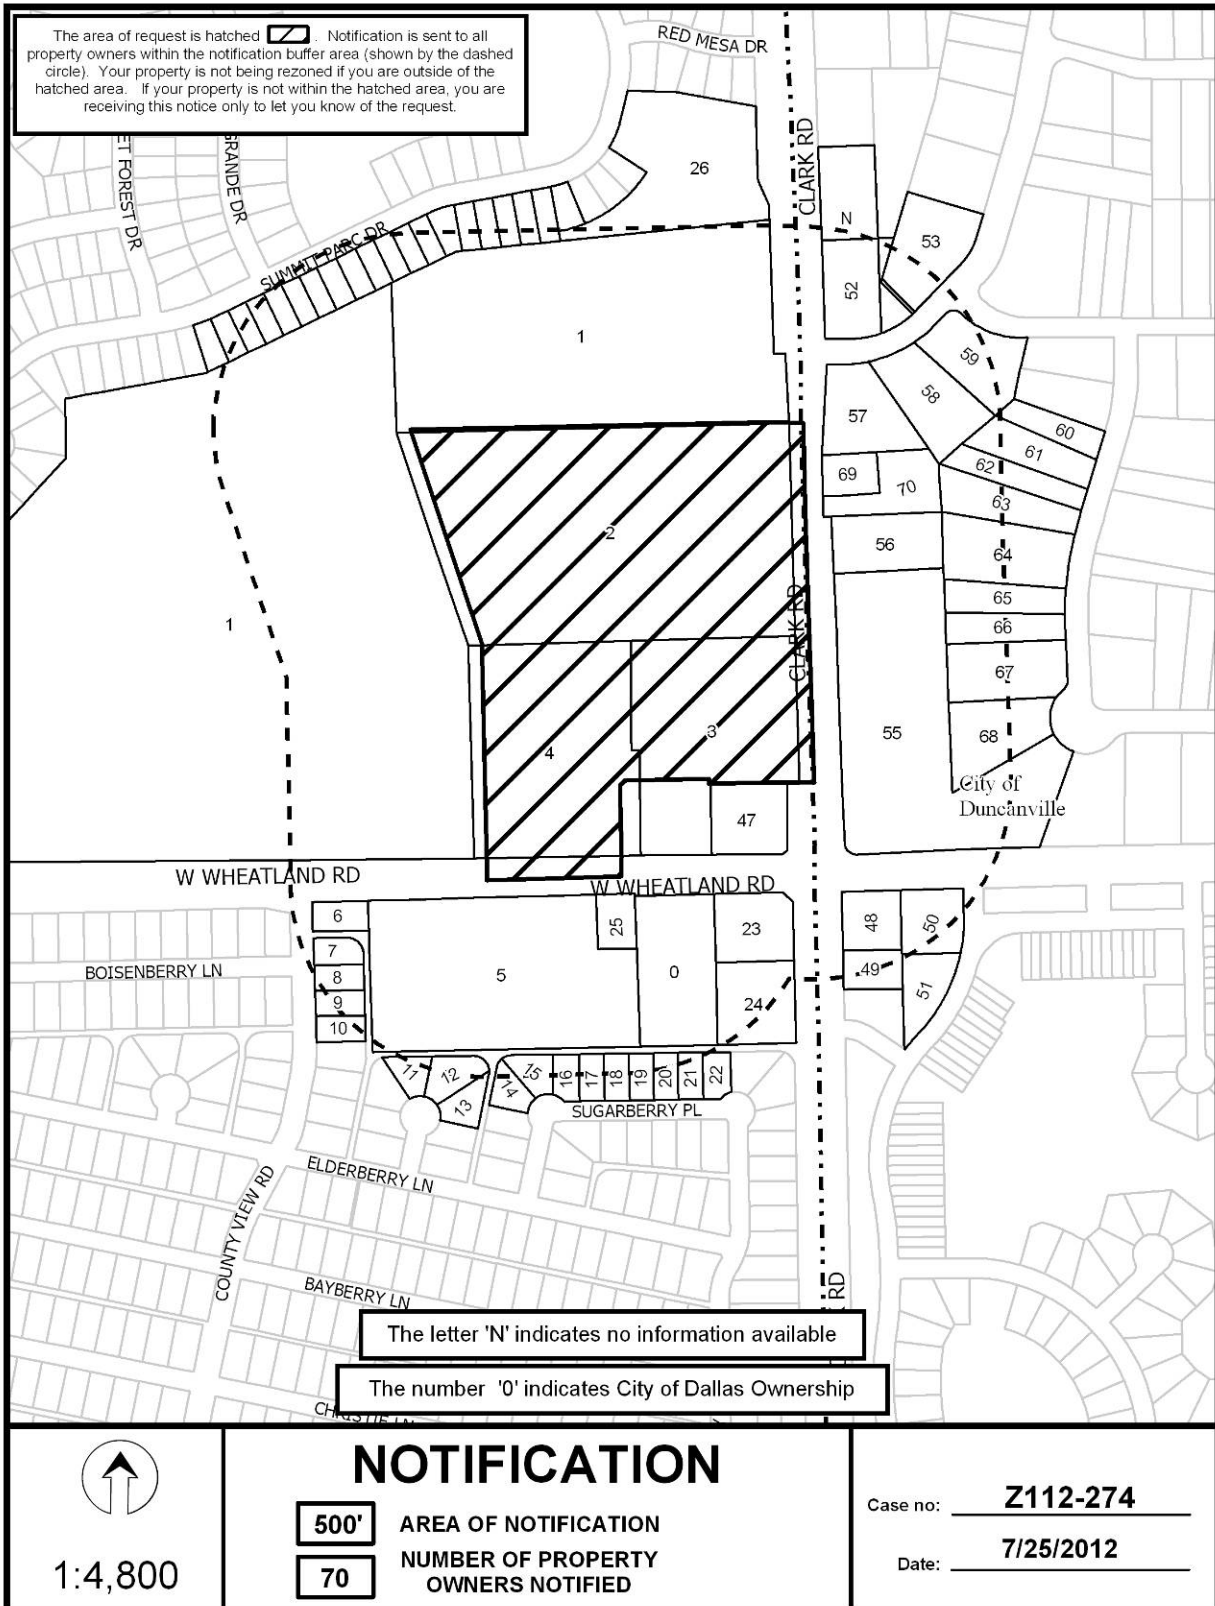 The area of request is hatched . Notification is sent to all
property owners within the notification buffer area (shown by the dashed
circle). Your property is not being rezoned if you are outside of the
hatched area. If your property is not within the hatched area, you are
receiving this notice only to let you know of the request.
RED MESA DR
ET FOREST DR
GRANDE DR
CLARK RD
26
SUMMIT PARC DR
N
53
52
1
59
58
57
60
61
62
69
70
63
2
56
64
1
CLARK RD
65
66
67
3
4
55
68
City of
Duncanville
47
W WHEATLAND RD
W WHEATLAND RD
6
25
23
48
50
7
BOISENBERRY LN
8
5
0
49
51
9
24
10
11
12
13
14
15
16
17
18
19
20
21
22
SUGARBERRY PL
ELDERBERRY LN
COUNTY VIEW RD
BAYBERRY LN
RD
The letter 'N' indicates no information available
The number '0' indicates City of Dallas Ownership
NOTIFICATION
500' AREA OF NOTIFICATION
70 NUMBER OF PROPERTY
OWNERS NOTIFIED
1:4,800
Case no: Z112-274
Date: 7/25/2012